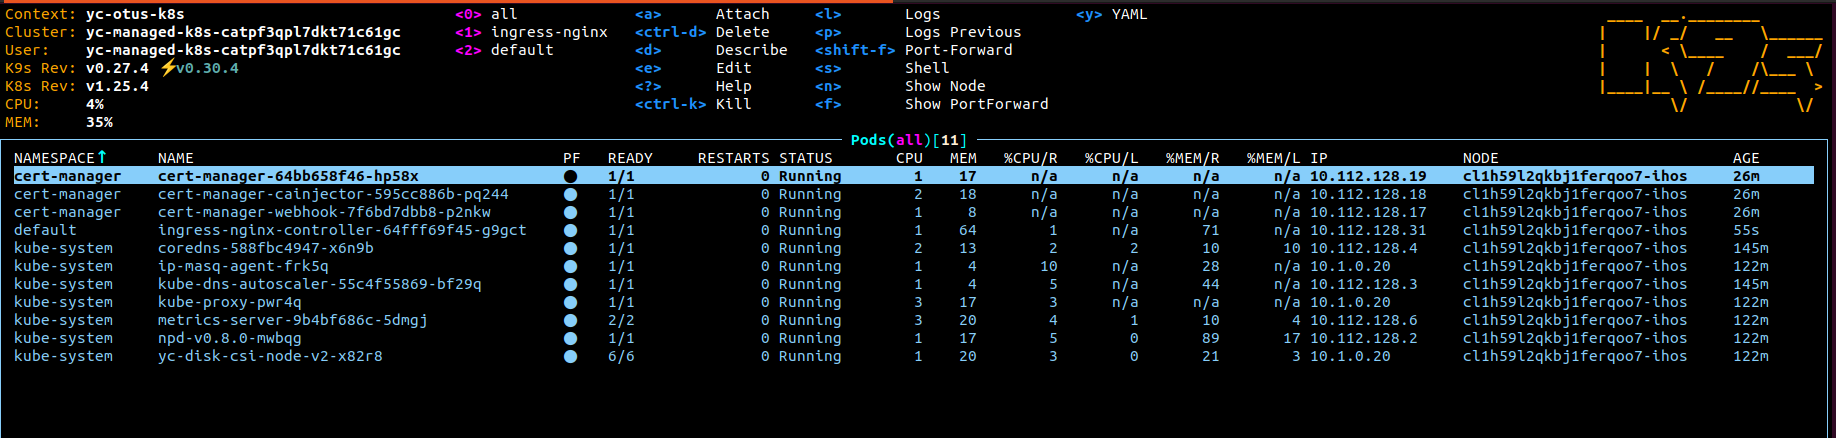 Context: yc-otus-k8s <0> all <a> Attach <l> Logs <y> YAML
Cluster: yc-managed-k8s-catpf3qpl7dkt71c61gc <1> ingress-nginx <ctrl-d> Delete <p> Logs Previous
User: yc-managed-k8s-catpf3qpl7dkt71c61gc <2> default <d> Describe <shift-f> Port-Forward
K9s Rev: v0.27.4 ⚡v0.30.4 <e> Edit <s> Shell
K8s Rev: v1.25.4 <?> Help <n> Show Node
CPU: 4% <ctrl-k> Kill <f> Show PortForward
MEM: 35%
Pods(all)[11]
NAMESPACE↑ NAME PF READY RESTARTS STATUS CPU MEM %CPU/R %CPU/L %MEM/R %MEM/L IP NODE AGE
cert-manager cert-manager-64bb658f46-hp58x ● 1/1 0 Running 1 17 n/a n/a n/a n/a 10.112.128.19 cl1h59l2qkbj1ferqoo7-ihos 26m
cert-manager cert-manager-cainjector-595cc886b-pq244 ● 1/1 0 Running 2 18 n/a n/a n/a n/a 10.112.128.18 cl1h59l2qkbj1ferqoo7-ihos 26m
cert-manager cert-manager-webhook-7f6bd7dbb8-p2nkw ● 1/1 0 Running 1 8 n/a n/a n/a n/a 10.112.128.17 cl1h59l2qkbj1ferqoo7-ihos 26m
default ingress-nginx-controller-64fff69f45-g9gct ● 1/1 0 Running 1 64 1 n/a 71 n/a 10.112.128.31 cl1h59l2qkbj1ferqoo7-ihos 55s
kube-system coredns-588fbc4947-x6n9b ● 1/1 0 Running 2 13 2 2 10 10 10.112.128.4 cl1h59l2qkbj1ferqoo7-ihos 145m
kube-system ip-masq-agent-frk5q ● 1/1 0 Running 1 4 10 n/a 28 n/a 10.1.0.20 cl1h59l2qkbj1ferqoo7-ihos 122m
kube-system kube-dns-autoscaler-55c4f55869-bf29q ● 1/1 0 Running 1 4 5 n/a 44 n/a 10.112.128.3 cl1h59l2qkbj1ferqoo7-ihos 145m
kube-system kube-proxy-pwr4q ● 1/1 0 Running 3 17 3 n/a n/a n/a 10.1.0.20 cl1h59l2qkbj1ferqoo7-ihos 122m
kube-system metrics-server-9b4bf686c-5dmgj ● 2/2 0 Running 3 20 4 1 10 4 10.112.128.6 cl1h59l2qkbj1ferqoo7-ihos 122m
kube-system npd-v0.8.0-mwbqg ● 1/1 0 Running 1 17 5 0 89 17 10.112.128.2 cl1h59l2qkbj1ferqoo7-ihos 122m
kube-system yc-disk-csi-node-v2-x82r8 ● 6/6 0 Running 1 20 3 0 21 3 10.1.0.20 cl1h59l2qkbj1ferqoo7-ihos 122m